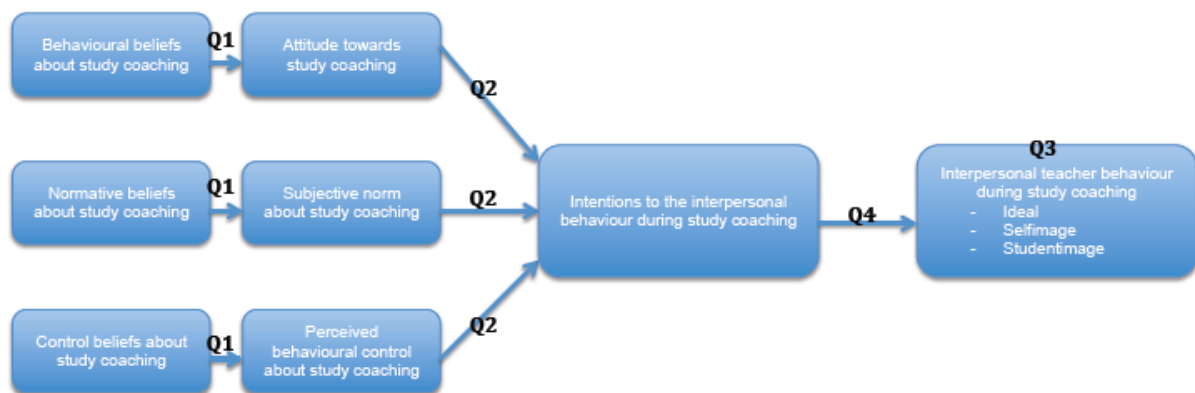 Behavioural beliefs
about study coaching
Q1
Attitude towards
study coaching
Q2
Normative beliefs
about study coaching
Q1
Subjective norm
about study coaching
Q2
Control beliefs about
study coaching
Q1
Perceived
behavioural control
about study coaching
Q2
Intentions to the interpersonal
behaviour during study coaching
Q4
Q3
Interpersonal teacher behaviour
during study coaching
- Ideal
- Selfimage
- Studentimage